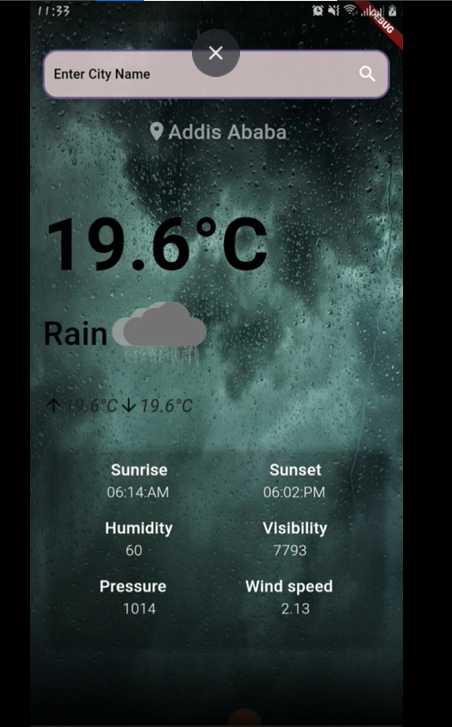 11:33
DEBUG
Enter City Name
Addis Ababa
19.6°C
Rain
19.6°C 19.6°C
Sunrise Sunset
06:14:AM 06:02:PM
Humidity Visibility
60 7793
Pressure Wind speed
1014 2.13